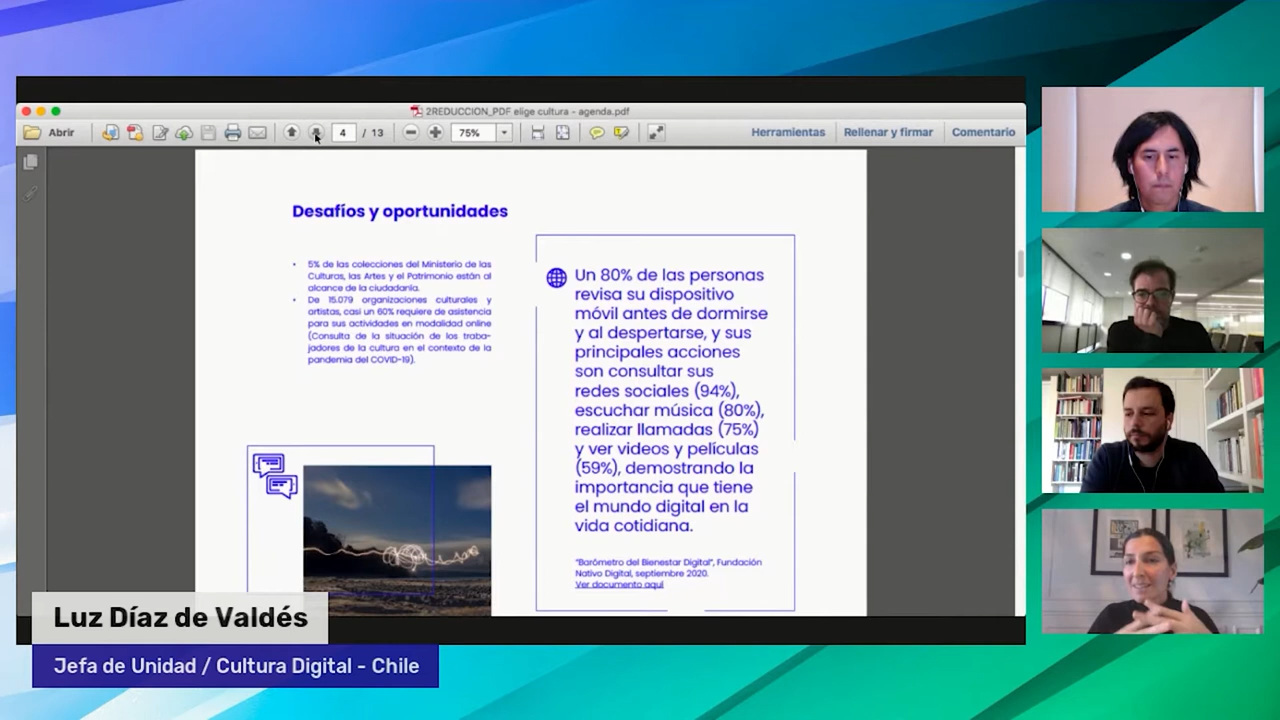 2REDUCCION_PDF elige cultura - agenda.pdf
Abrir
4 / 13
75%
Herramientas
Rellenar y firmar
Comentario
Desafíos y oportunidades
• 5% de las colecciones del Ministerio de las
Culturas, las Artes y el Patrimonio están al
alcance de la ciudadanía.
• De 15.079 organizaciones culturales y
artistas, casi un 60% requiere de asistencia
para sus actividades en modalidad online
(Consulta de la situación de los traba-
jadores de la cultura en el contexto de la
pandemia del COVID-19).
Un 80% de las personas
revisa su dispositivo
móvil antes de dormirse
y al despertarse, y sus
principales acciones
son consultar sus
redes sociales (94%),
escuchar música (80%),
realizar llamadas (75%)
y ver videos y películas
(59%), demostrando la
importancia que tiene
el mundo digital en la
vida cotidiana.
"Barómetro del Bienestar Digital", Fundación
Nativo Digital, septiembre 2020.
Ver documento aquí
Luz Díaz de Valdés
Jefa de Unidad / Cultura Digital - Chile